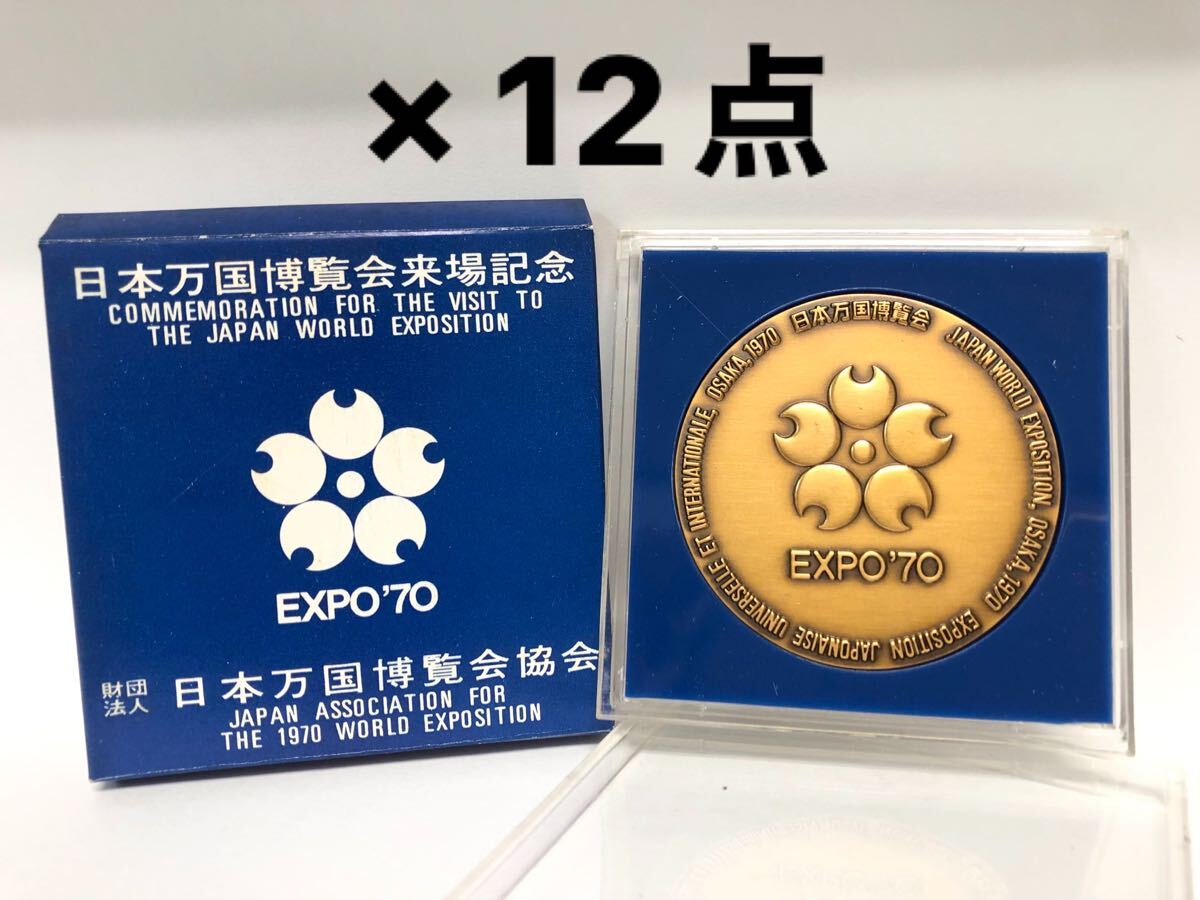 ×12点
日本万国博覧会来場記念
COMMEMORATION FOR THE VISIT TO
THE JAPAN WORLD EXPOSITION
EXPO'70
財団
法人
日本万国博覧会協会
JAPAN ASSOCIATION FOR
THE 1970 WORLD EXPOSITION
日本万国博覧会 JAPAN WORLD EXPOSITION, OSAKA, 1970 EXPOSITION JAPONAISE UNIVERSELLE ET INTERNATIONALE, OSAKA, 1970
EXPO'70